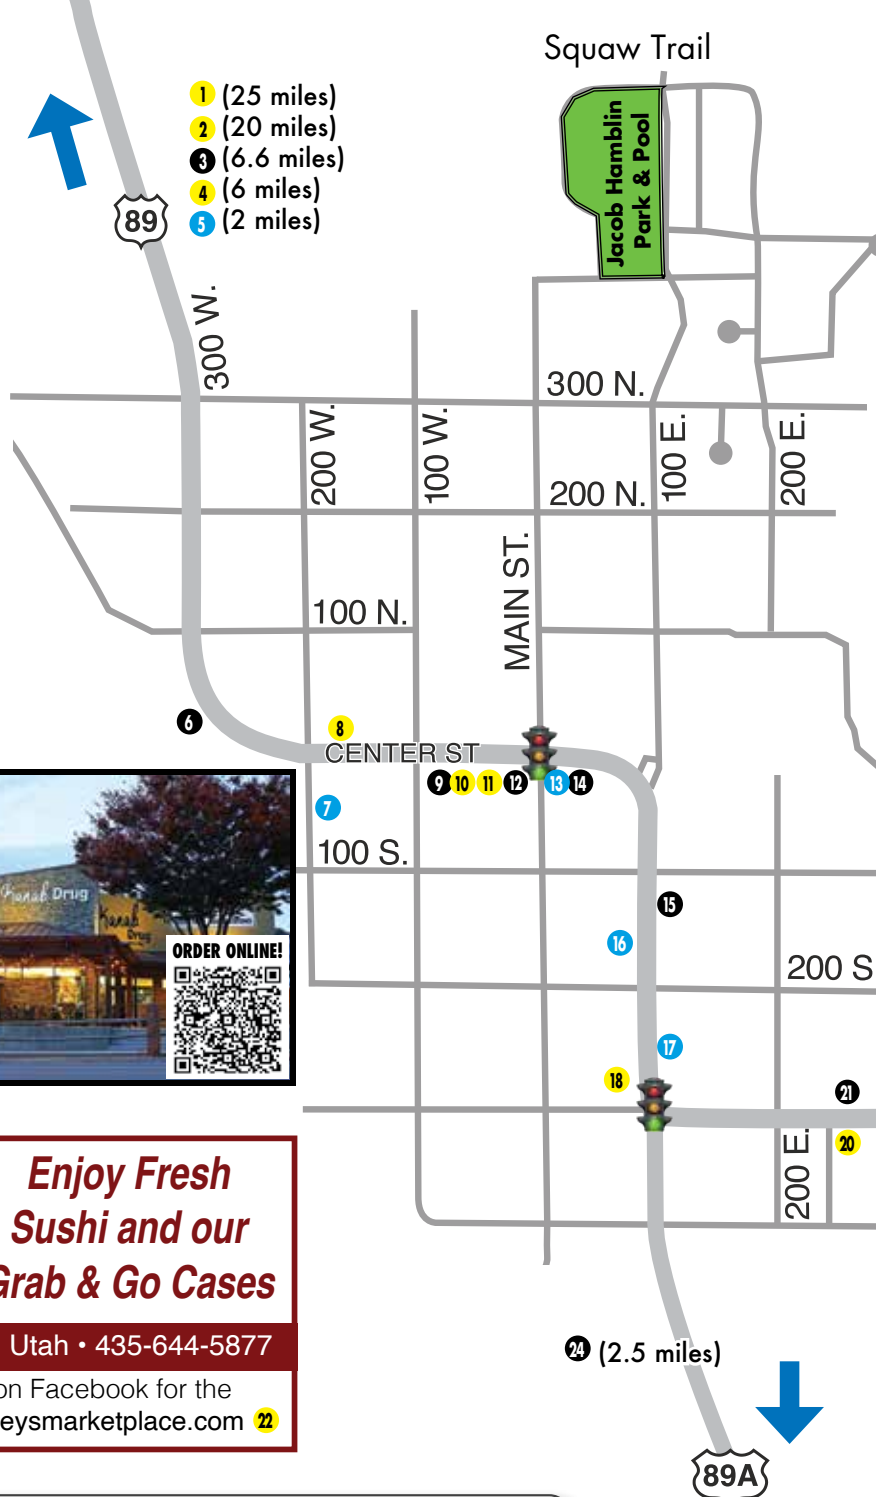 Squaw Trail
1 (25 miles)
2 (20 miles)
3 (6.6 miles)
4 (6 miles)
5 (2 miles)
Jacob Hamblin
Park & Pool
89
300 W.
300 N.
200 W.
100 W.
100 E.
200 E.
200 N.
MAIN ST.
100 N.
6
8
CENTER ST
9 10 11 12 13 14
7
100 S.
Kanab Drug
Kanab
Drug
ORDER ONLINE!
15
16
200 S
17
18
21
20
200 E.
Enjoy Fresh
Sushi and our
Grab & Go Cases
Utah • 435-644-5877
on Facebook for the
eysmarketplace.com 22
24 (2.5 miles)
89A